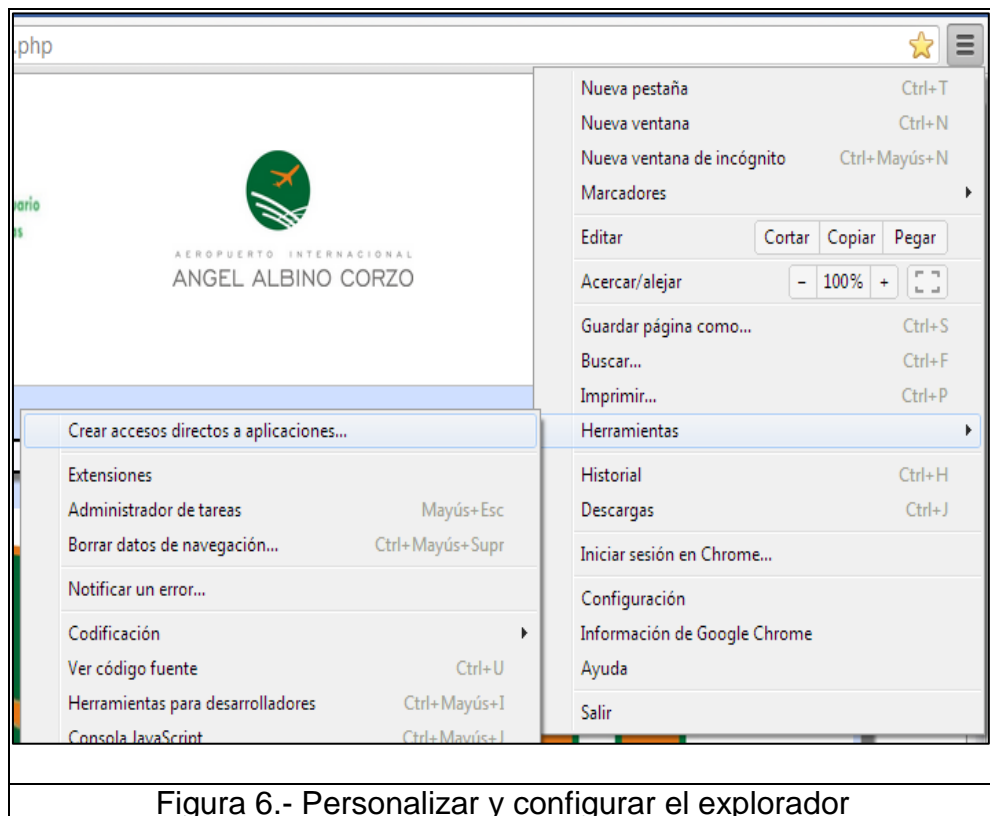 .php
uario
as
AEROPUERTO INTERNACIONAL
ANGEL ALBINO CORZO
Nueva pestaña Ctrl+T
Nueva ventana Ctrl+N
Nueva ventana de incógnito Ctrl+Mayús+N
Marcadores
Editar Cortar Copiar Pegar
Acercar/alejar - 100% +
Guardar página como... Ctrl+S
Buscar... Ctrl+F
Imprimir... Ctrl+P
Herramientas
Historial Ctrl+H
Descargas Ctrl+J
Iniciar sesión en Chrome...
Configuración
Información de Google Chrome
Ayuda
Salir
Crear accesos directos a aplicaciones...
Extensiones
Administrador de tareas Mayús+Esc
Borrar datos de navegación... Ctrl+Mayús+Supr
Notificar un error...
Codificación
Ver código fuente Ctrl+U
Herramientas para desarrolladores Ctrl+Mayús+I
Consola JavaScript Ctrl+Mayús+J
Figura 6.- Personalizar y configurar el explorador